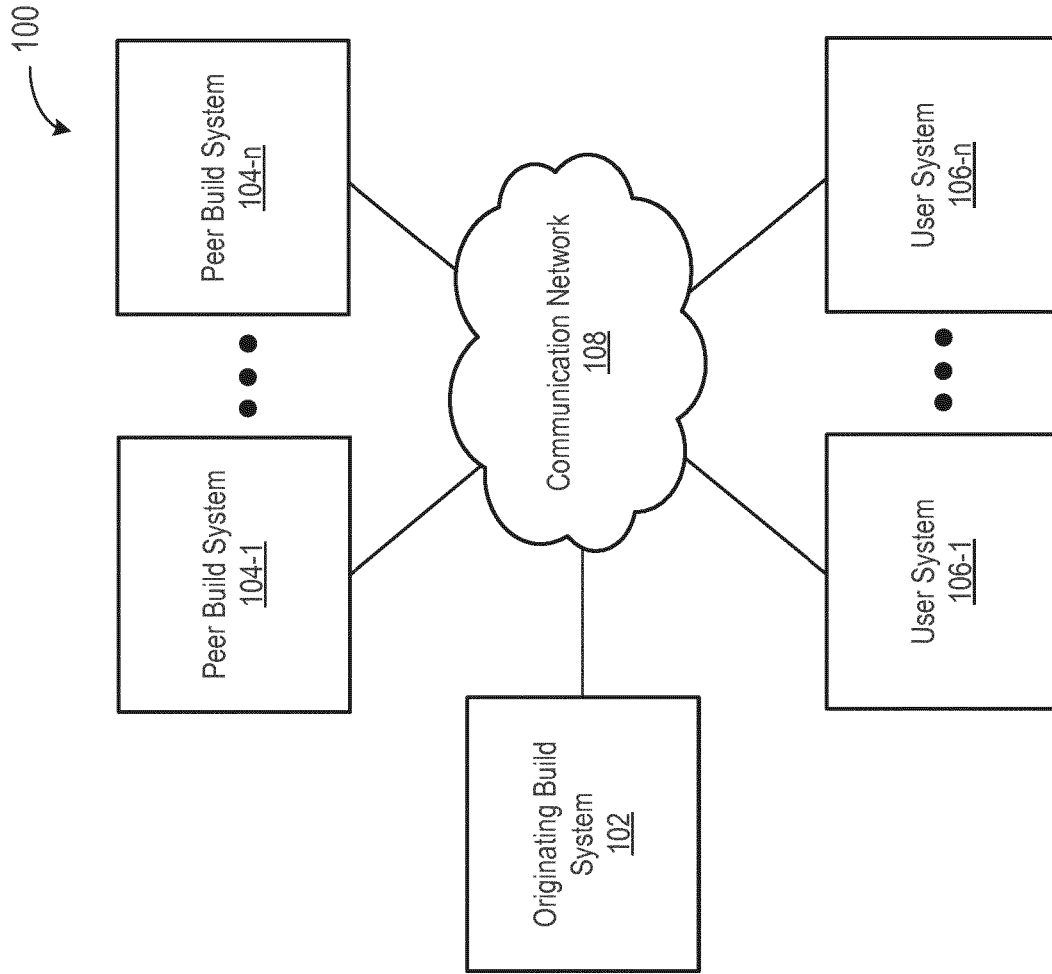 100
Peer Build System
104-1
Peer Build System
104-n
Originating Build
System
102
Communication Network
108
User System
106-1
User System
106-n